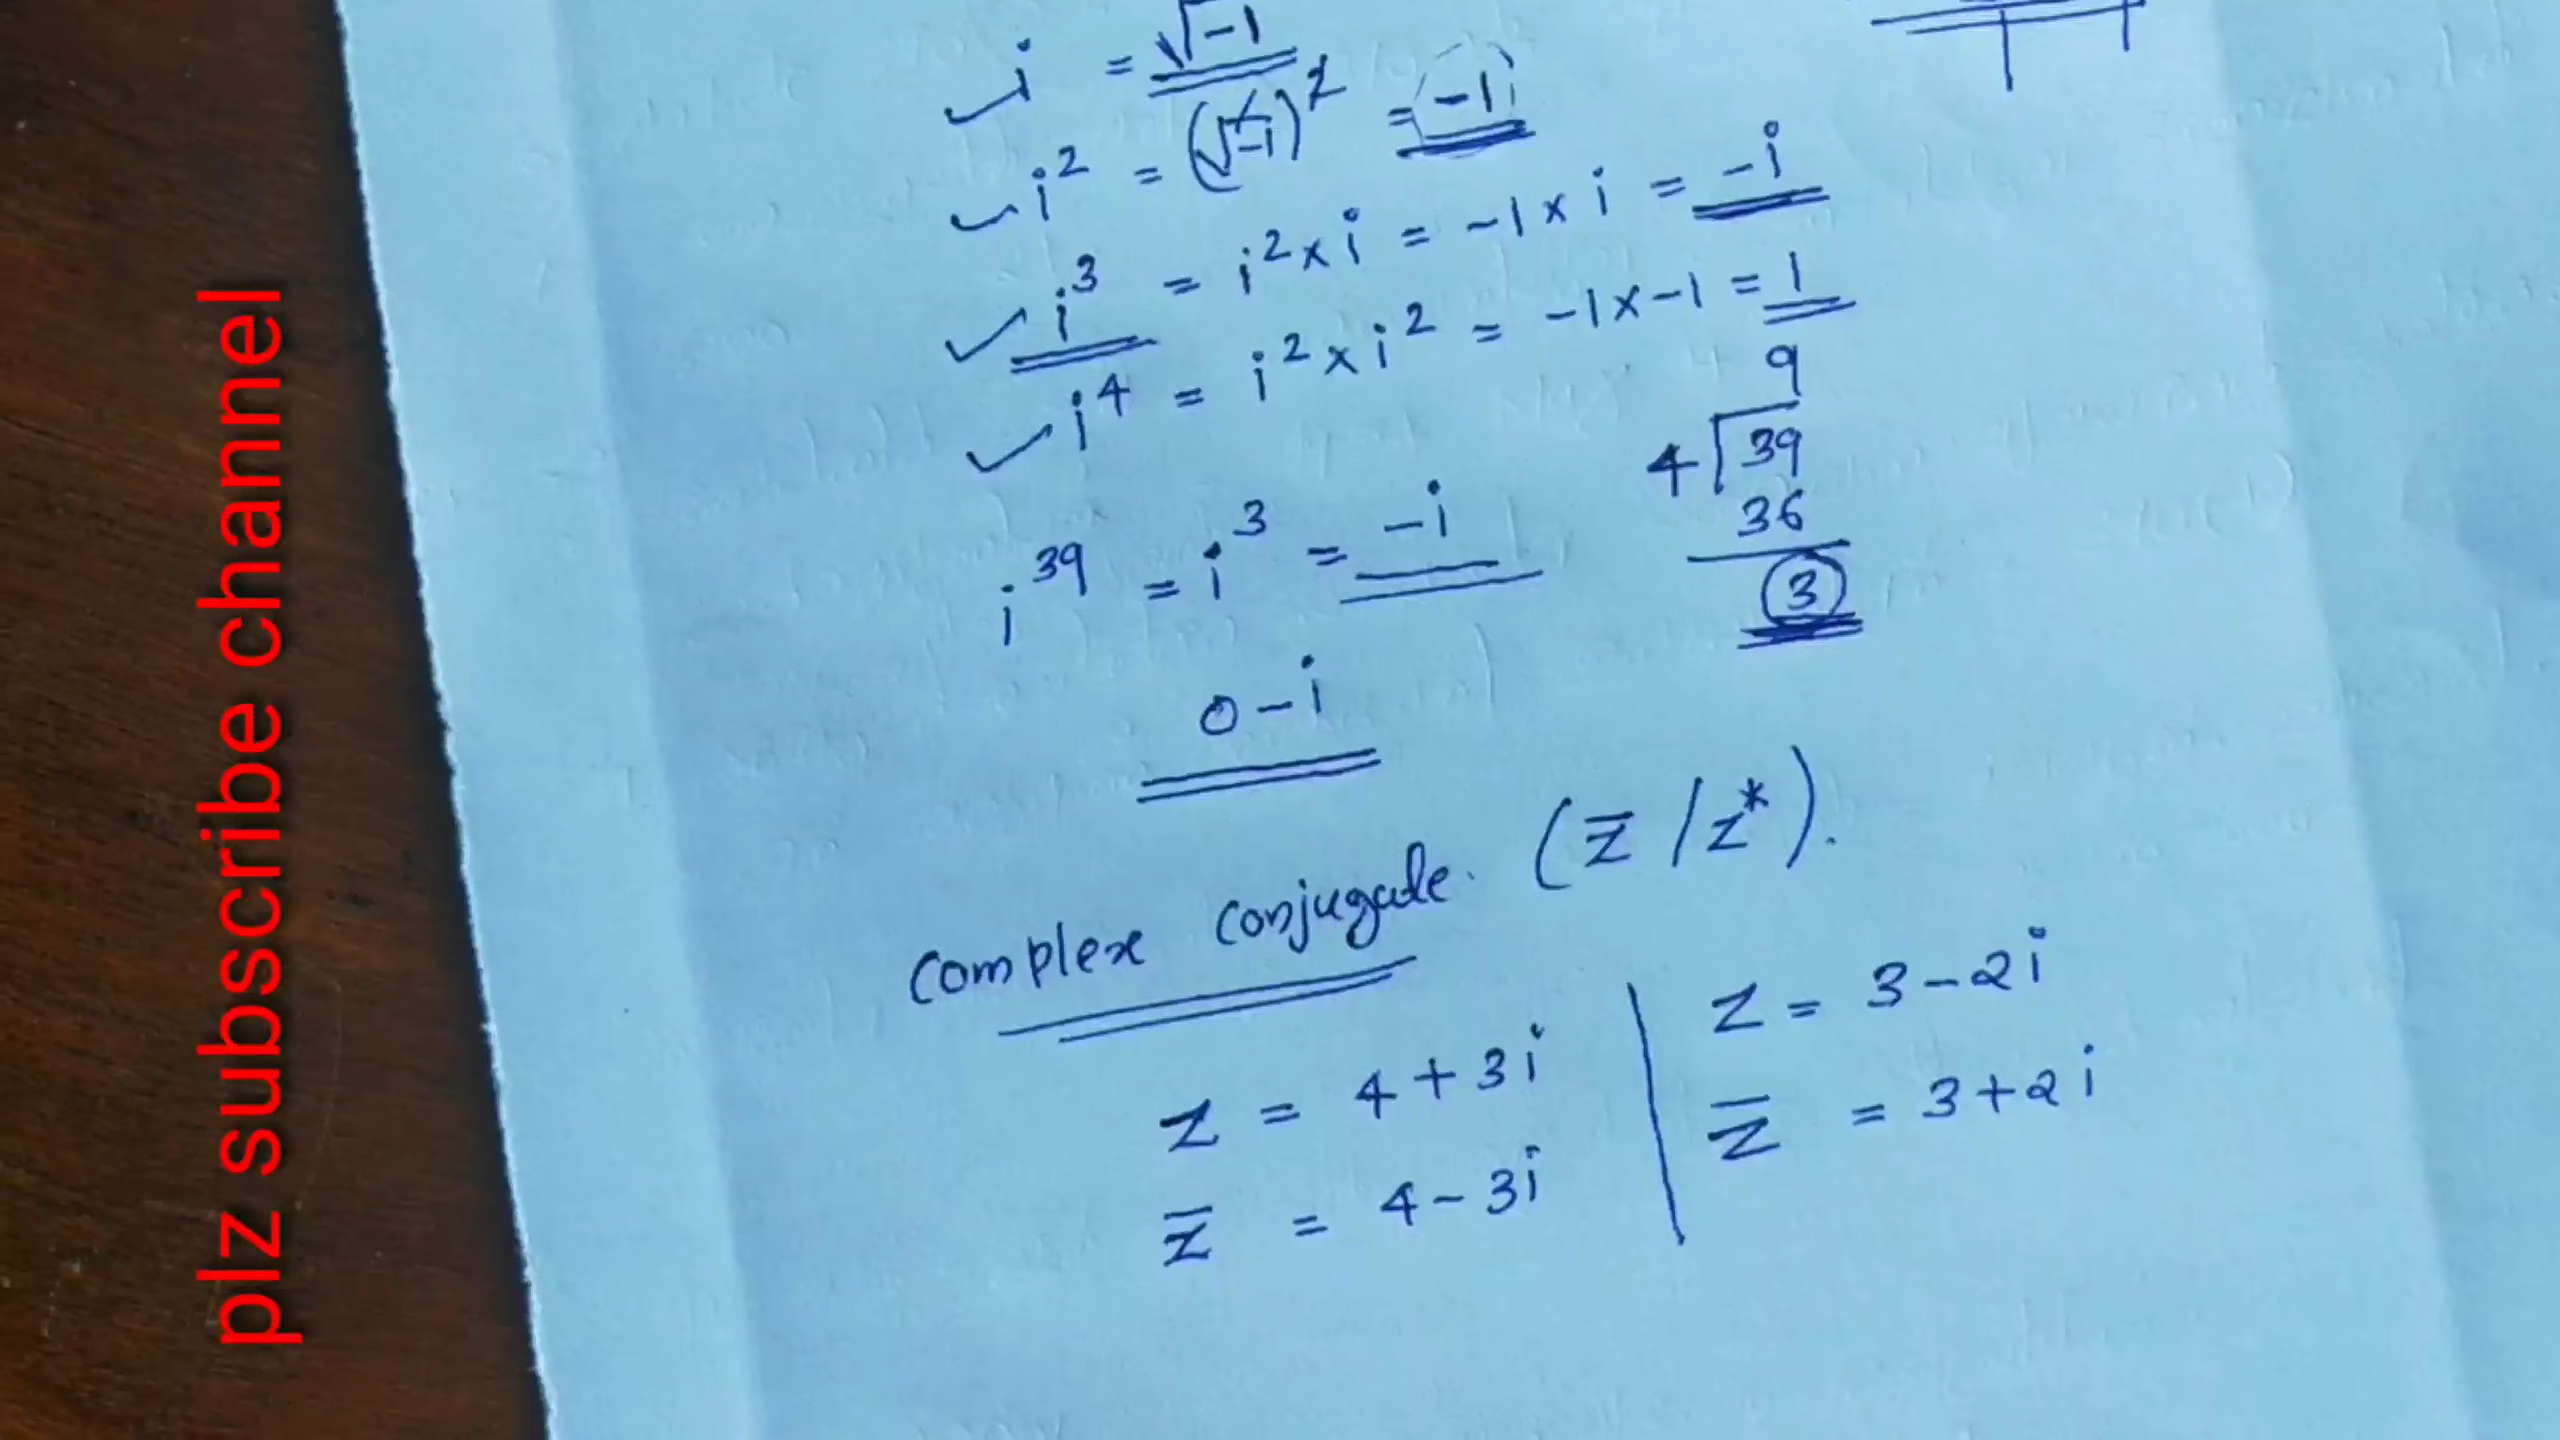 i = √-1
i² = (√-1)² = -1
i³ = i² × i = -1 × i = -i
i⁴ = i² × i² = -1 × -1 = 1
9
4 39
36
3
i³⁹ = i³ = -i
0 - i
Complex conjugate. (z̅ / z*).
z = 4 + 3i
z̅ = 4 - 3i
z = 3 - 2i
z̅ = 3 + 2i
plz subscribe channel